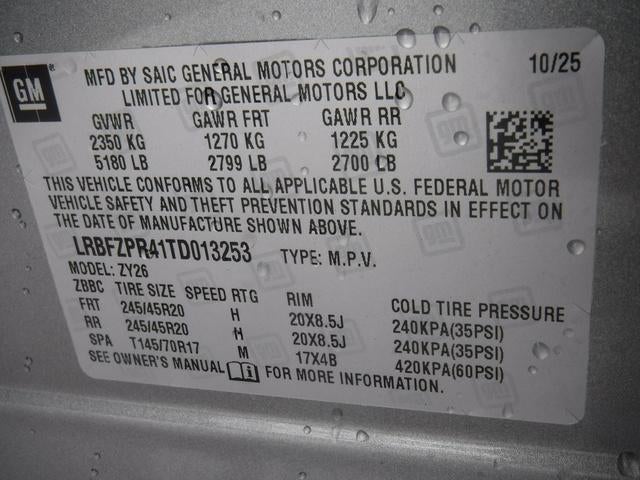 GM
MFD BY SAIC GENERAL MOTORS CORPORATION 10/25
LIMITED FOR GENERAL MOTORS LLC
GVWR GAWR FRT GAWR RR
2350 KG 1270 KG 1225 KG
5180 LB 2799 LB 2700 LB
THIS VEHICLE CONFORMS TO ALL APPLICABLE U.S. FEDERAL MOTOR
VEHICLE SAFETY AND THEFT PREVENTION STANDARDS IN EFFECT ON
THE DATE OF MANUFACTURE SHOWN ABOVE.
LRBFZPR41TD013253 TYPE: M.P.V.
MODEL: ZY26
ZBBC TIRE SIZE SPEED RTG RIM COLD TIRE PRESSURE
FRT 245/45R20 H 20X8.5J 240KPA(35PSI)
RR 245/45R20 H 20X8.5J 240KPA(35PSI)
SPA T145/70R17 M 17X4B 420KPA(60PSI)
SEE OWNER'S MANUAL FOR MORE INFORMATION.